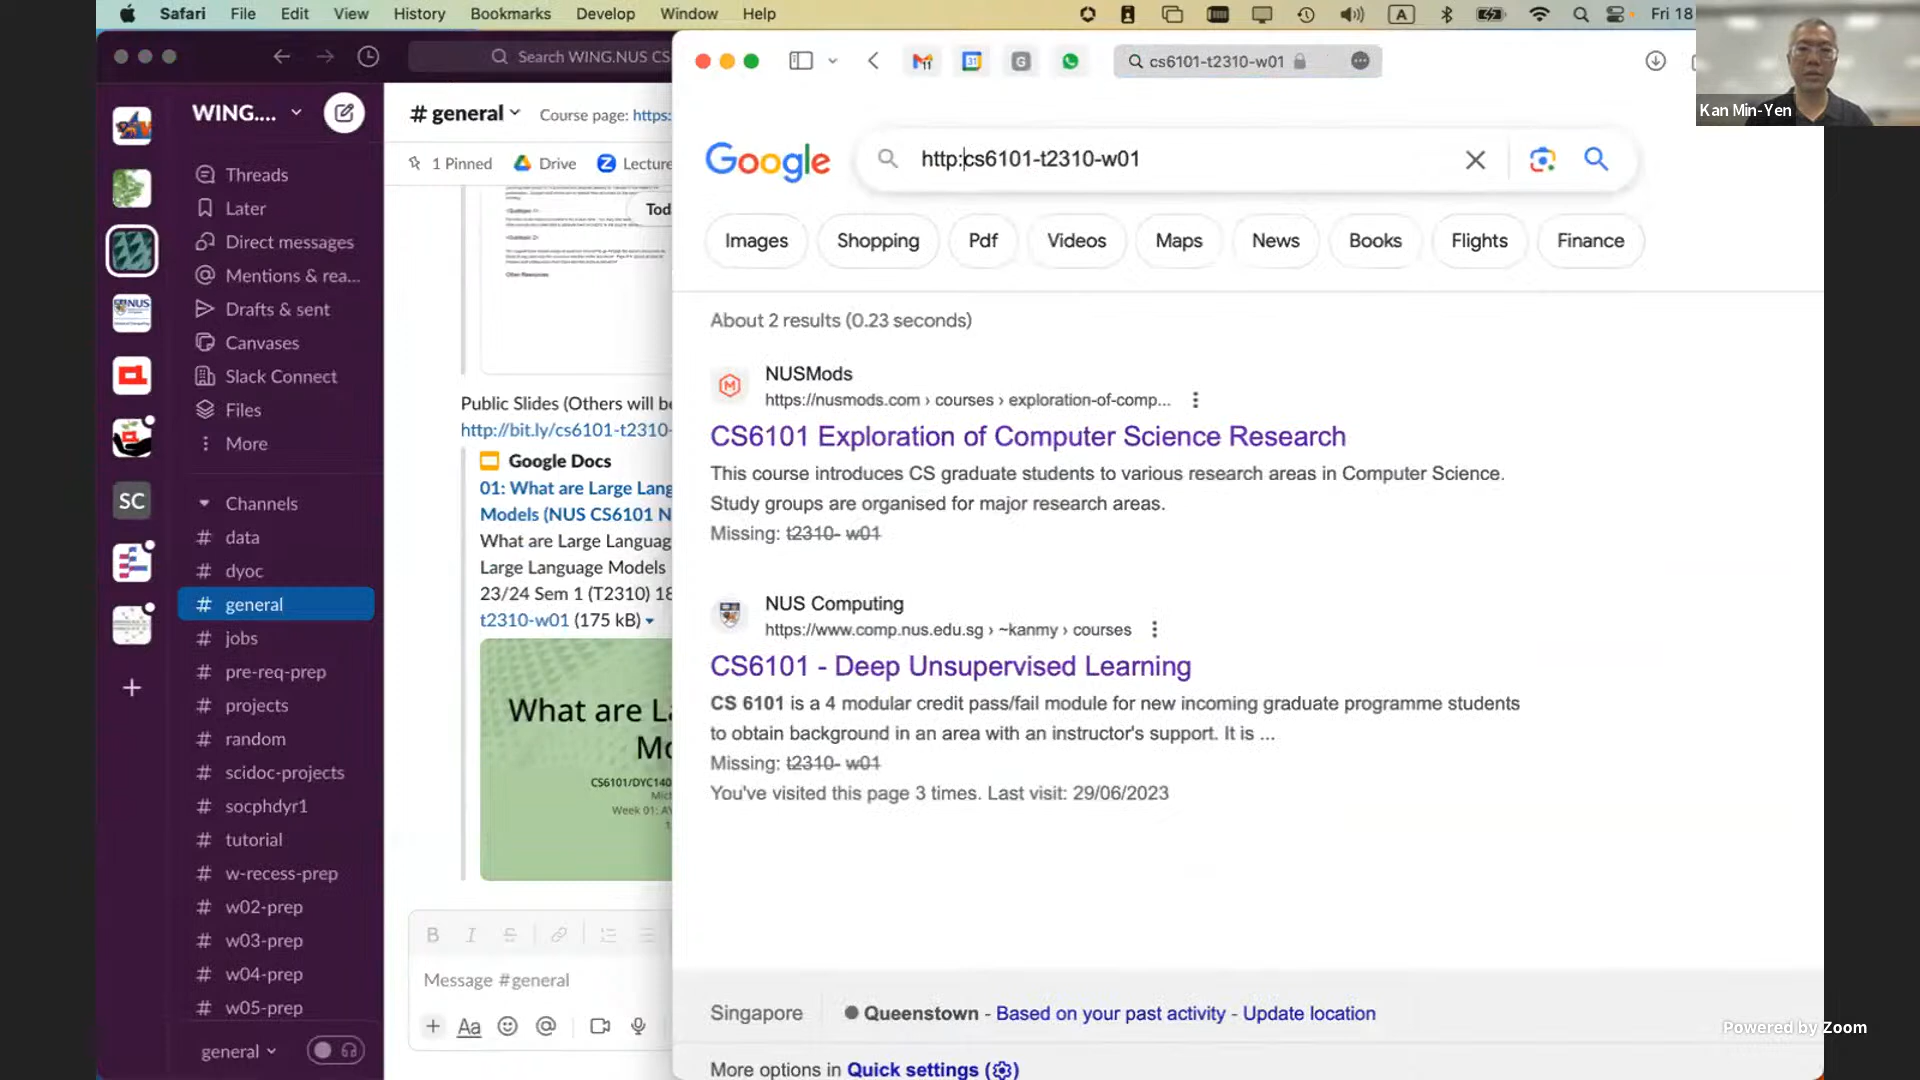 Safari File Edit View History Bookmarks Develop Window Help
A
Fri 18
Search WING.NUS CS
cs6101-t2310-w01
Kan Min-Yen
WING....
# general
Course page: https:
1 Pinned Drive Lecture
Threads
Later
Direct messages
Mentions & rea...
Drafts & sent
Canvases
Slack Connect
Files
More
Channels
# data
# dyoc
# general
# jobs
# pre-req-prep
# projects
# random
# scidoc-projects
# socphdyr1
# tutorial
# w-recess-prep
# w02-prep
# w03-prep
# w04-prep
# w05-prep
general
NUS
SC
Tod
Other Resources
Public Slides (Others will be
http://bit.ly/cs6101-t2310-
Google Docs
01: What are Large Lang
Models (NUS CS6101 N
What are Large Languag
Large Language Models
23/24 Sem 1 (T2310) 18
t2310-w01 (175 kB)
What are La
Mo
CS6101/DYC140
Mich
Week 01: AY
Message #general
Google
http:cs6101-t2310-w01
Images Shopping Pdf Videos Maps News Books Flights Finance
About 2 results (0.23 seconds)
NUSMods
https://nusmods.com › courses › exploration-of-comp...
CS6101 Exploration of Computer Science Research
This course introduces CS graduate students to various research areas in Computer Science.
Study groups are organised for major research areas.
Missing: t2310- w01
NUS Computing
https://www.comp.nus.edu.sg › ~kanmy › courses
CS6101 - Deep Unsupervised Learning
CS 6101 is a 4 modular credit pass/fail module for new incoming graduate programme students
to obtain background in an area with an instructor's support. It is ...
Missing: t2310- w01
You've visited this page 3 times. Last visit: 29/06/2023
Singapore Queenstown - Based on your past activity - Update location
More options in Quick settings
Powered by Zoom